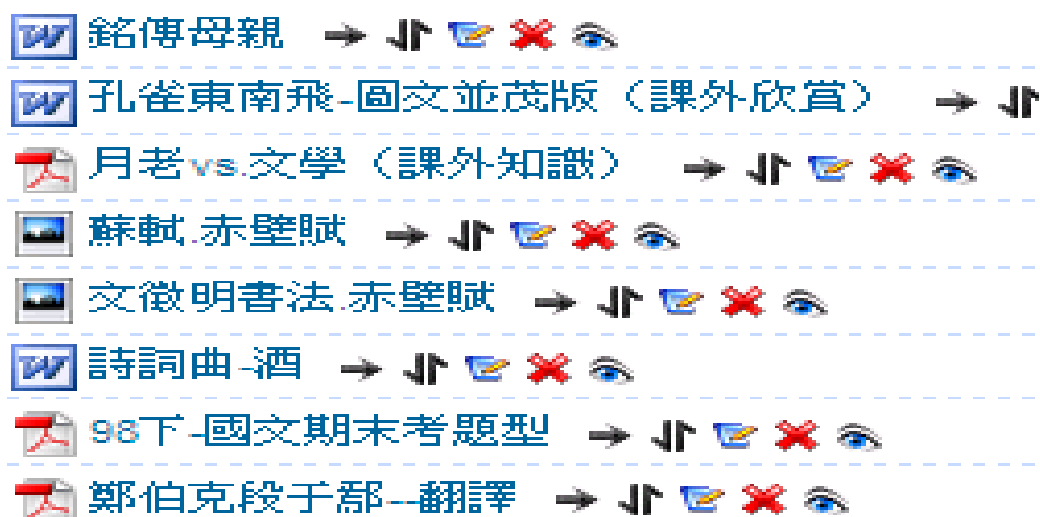 銘傳母親
孔雀東南飛-圖文並茂版（課外欣賞）
月老vs.文學（課外知識）
蘇軾.赤壁賦
文徵明書法.赤壁賦
詩詞曲-酒
98下-國文期末考題型
鄭伯克段于鄢--翻譯